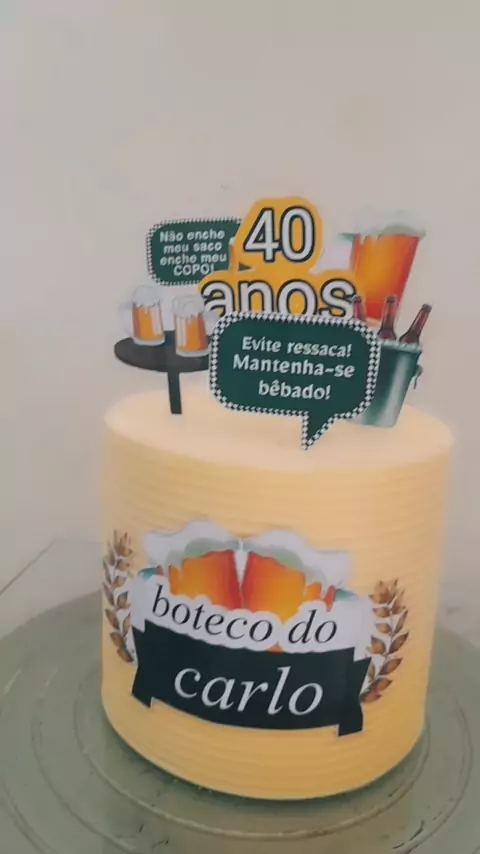 Não enche
meu saco
enche meu
COPO!
40
anos
Evite ressaca!
Mantenha-se
bêbado!
boteco do
carlo